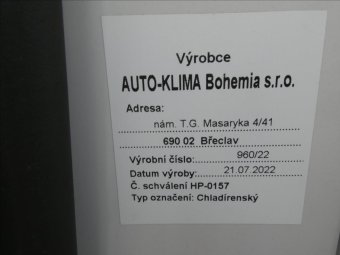 Výrobce
AUTO-KLIMA Bohemia s.r.o.
Adresa:
nám. T.G. Masaryka 4/41
690 02 Břeclav
Výrobní číslo: 960/22
Datum výroby: 21.07.2022
Č. schválení HP-0157
Typ označení: Chladírenský